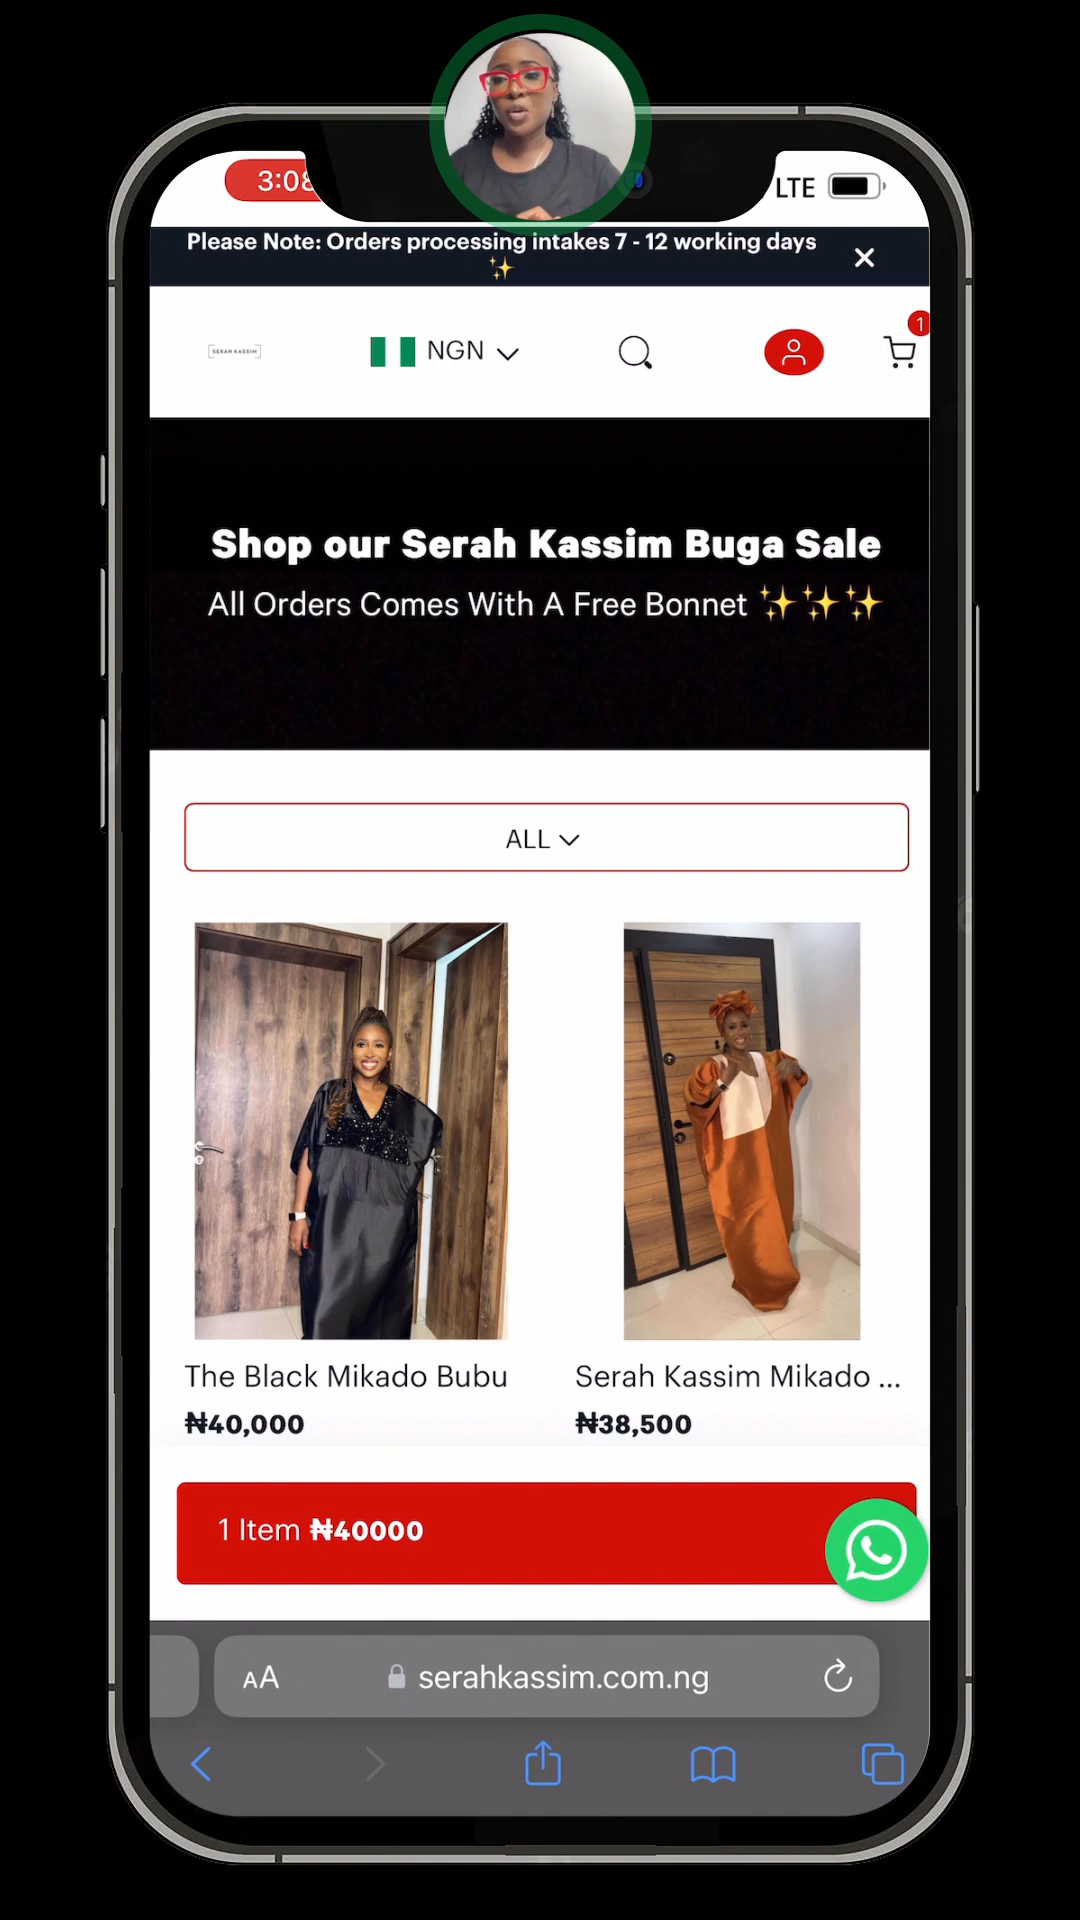 3:08
LTE
Please Note: Orders processing intakes 7 - 12 working days
✨
SERAH KASSIM
NGN
1
Shop our Serah Kassim Buga Sale
All Orders Comes With A Free Bonnet ✨✨✨
ALL
The Black Mikado Bubu
₦40,000
Serah Kassim Mikado ...
₦38,500
1 Item ₦40000
AA
serahkassim.com.ng